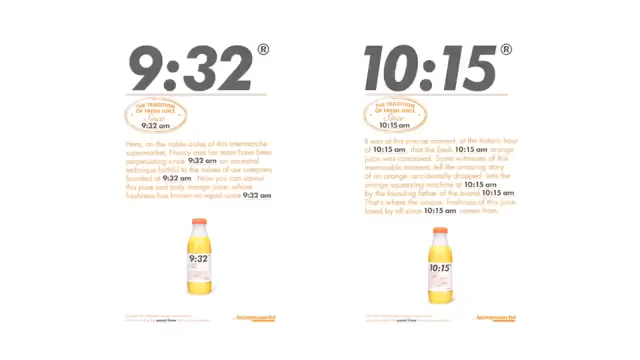 9:32®
THE TRADITION
OF FRESH JUICE
Since
9:32 am
Here, on the noble aisles of this Intermarche
supermarket, Nancy and her team have been
perpetuating since 9:32 am an ancestral
technique faithful to the values of use company
founded at 9:32 am. Now you can savour
this pure and tasty orange juice, whose
freshness has known no equal since 9:32 am
9:32
10:15®
THE TRADITION
OF FRESH JUICE
Since
10:15 am
It was at this precise moment, at the historic hour
of 10:15 am, that the fresh 10:15 am orange
juice was conceived. Some witnesses of this
memorable moment, tell the amazing story
of an orange, accidentally dropped into the
orange squeezing machine at 10:15 am
by the founding father of the brand 10:15 am
That's where the unique freshness of this juice,
loved by all since 10:15 am comes from.
10:15